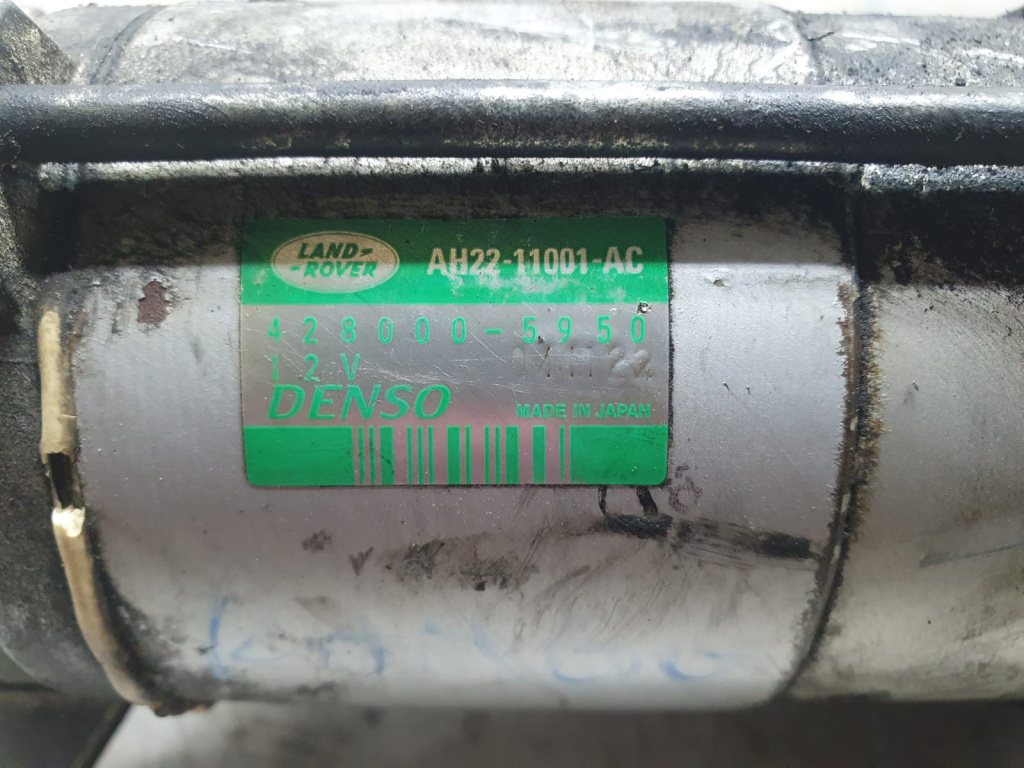 LAND-
-ROVER
AH22-11001-AC
428000-5950
12V
DENSO
MADE IN JAPAN